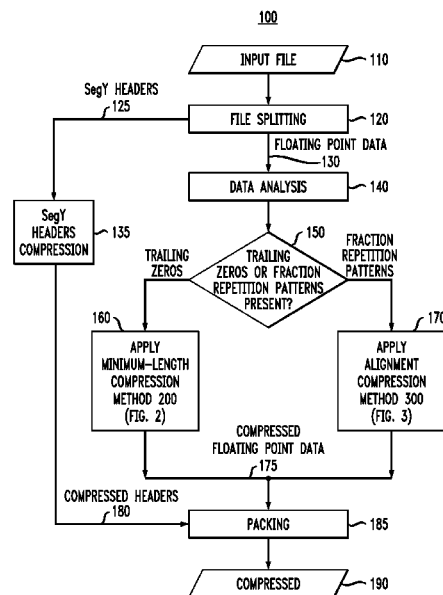 100
INPUT FILE
110
SegY HEADERS
125
FILE SPLITTING
120
FLOATING POINT DATA
130
DATA ANALYSIS
140
SegY
HEADERS
COMPRESSION
135
150
TRAILING
ZEROS
TRAILING
ZEROS OR FRACTION
REPETITION PATTERNS
PRESENT?
FRACTION
REPETITION
PATTERNS
160
APPLY
MINIMUM-LENGTH
COMPRESSION
METHOD 200
(FIG. 2)
170
APPLY
ALIGNMENT
COMPRESSION
METHOD 300
(FIG. 3)
COMPRESSED
FLOATING POINT DATA
175
COMPRESSED HEADERS
180
PACKING
185
COMPRESSED
190